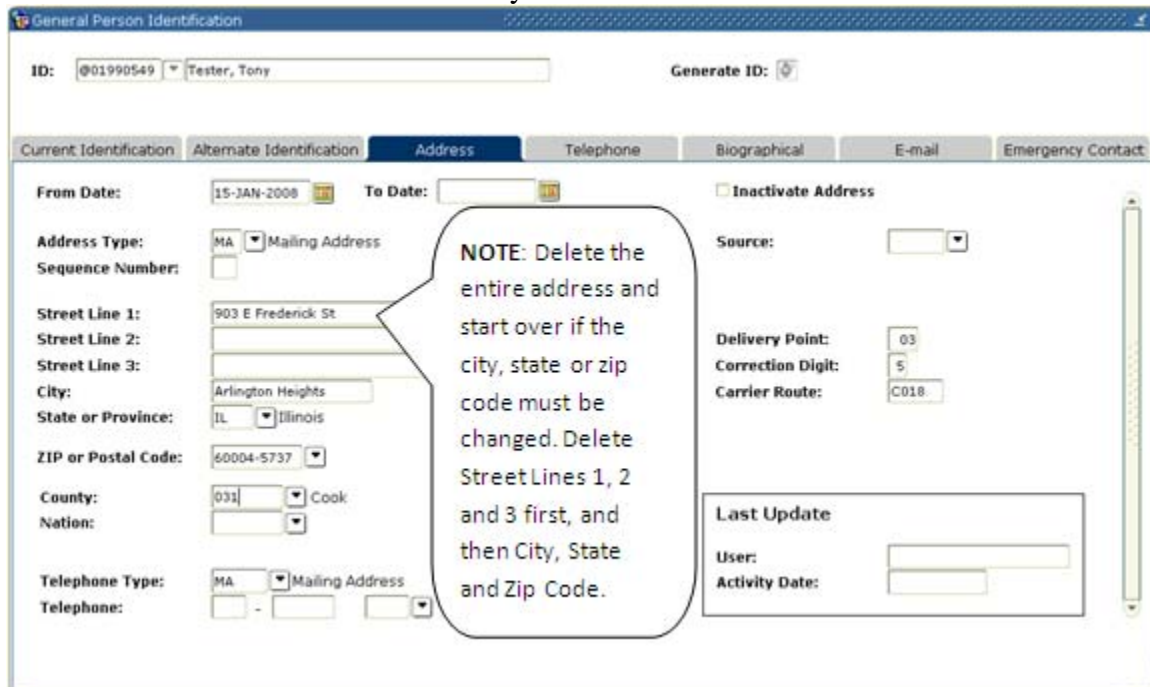 y
General Person Identification
ID: @01990549 Tester, Tony Generate ID:
Current Identification Alternate Identification Address Telephone Biographical E-mail Emergency Contact
From Date: 15-JAN-2008 To Date: Inactivate Address
Address Type: MA Mailing Address Source:
Sequence Number:
Street Line 1: 903 E Frederick St
Street Line 2: Delivery Point: 03
Street Line 3: Correction Digit: 5
City: Arlington Heights Carrier Route: C018
State or Province: IL Illinois
ZIP or Postal Code: 60004-5737
County: 031 Cook
Nation:
Telephone Type: MA Mailing Address
Telephone: -
NOTE: Delete the
entire address and
start over if the
city, state or zip
code must be
changed. Delete
Street Lines 1, 2
and 3 first, and
then City, State
and Zip Code.
Last Update
User:
Activity Date: